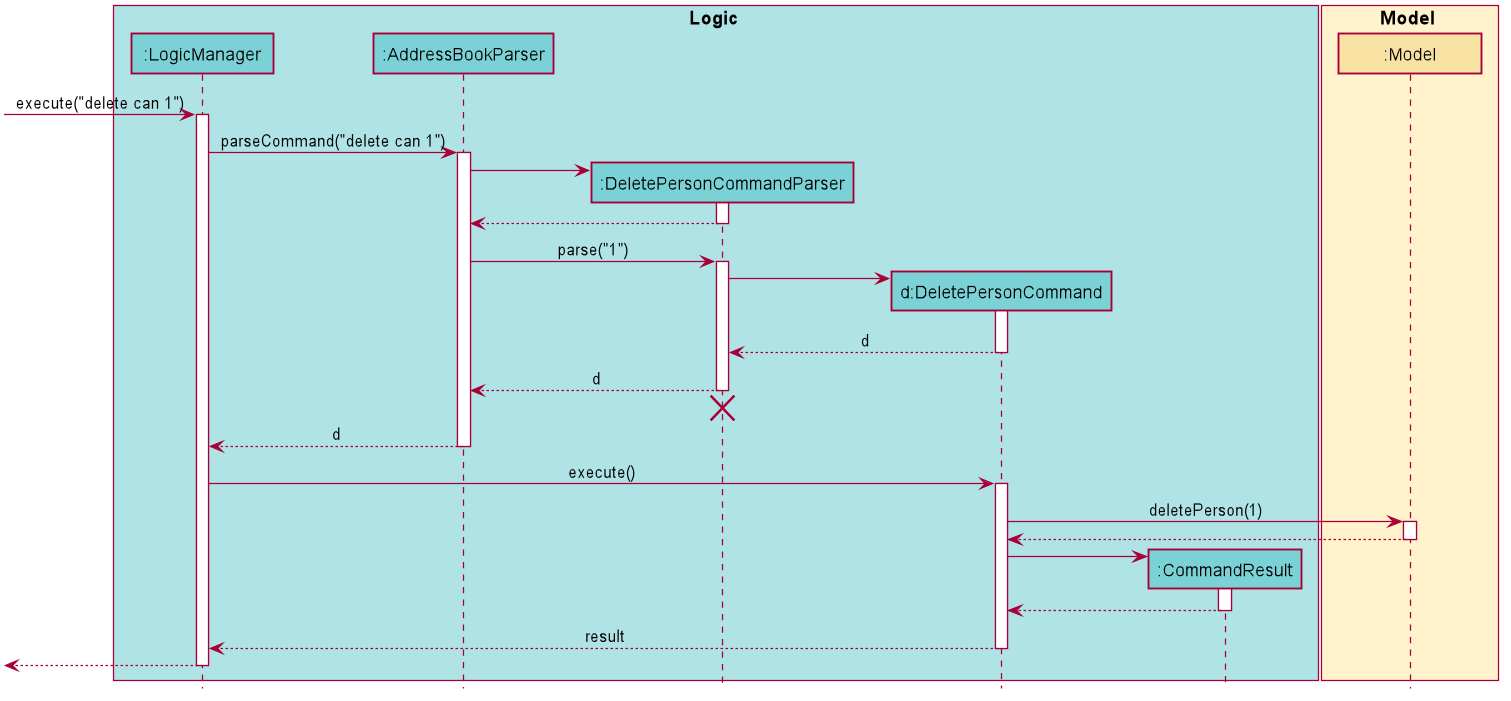 Logic
Model
:LogicManager
:AddressBookParser
:Model
execute("delete can 1")
parseCommand("delete can 1")
:DeletePersonCommandParser
parse("1")
d:DeletePersonCommand
d
d
d
execute()
deletePerson(1)
:CommandResult
result